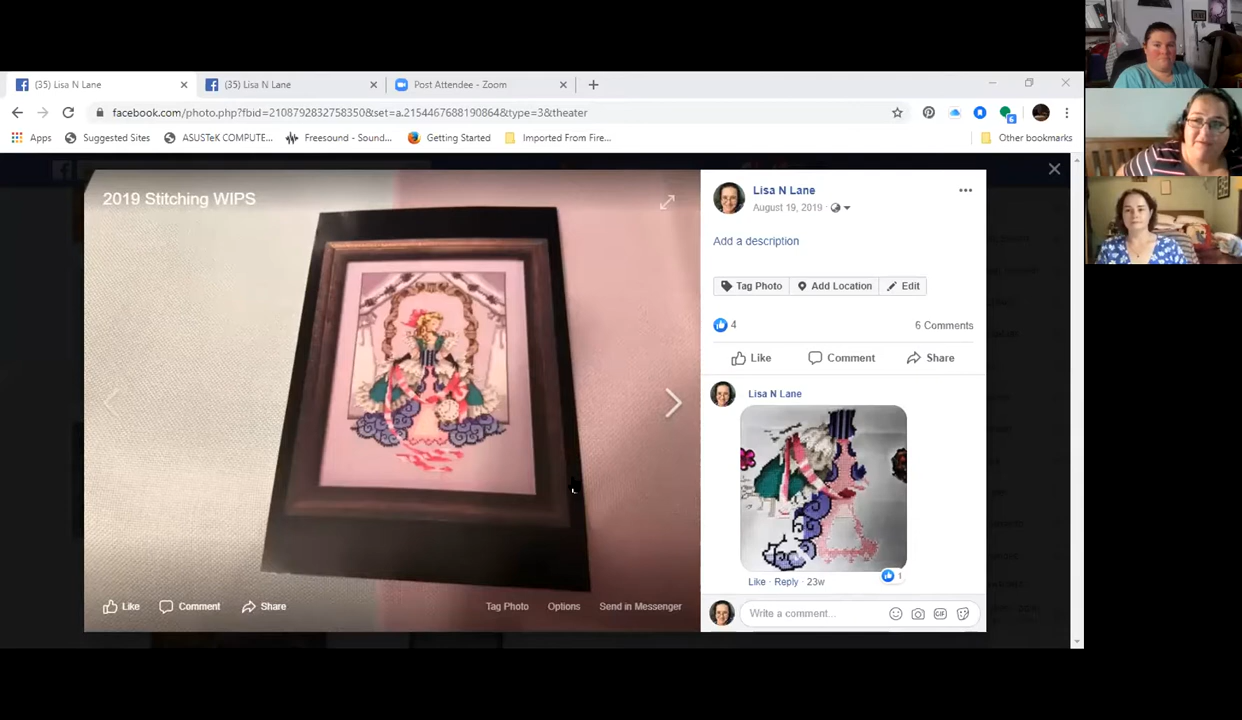 (35) Lisa N Lane
(35) Lisa N Lane
Post Attendee - Zoom
facebook.com/photo.php?fbid=2108792832758350&set=a.2154467688190864&type=3&theater
6
Apps
Suggested Sites
ASUSTeK COMPUTE...
Freesound - Sound...
Getting Started
Imported From Fire...
Other bookmarks
2019 Stitching WIPS
Lisa N Lane
August 19, 2019 ·
Add a description
Tag Photo
Add Location
Edit
4
6 Comments
Like
Comment
Share
Lisa N Lane
Like · Reply · 23w
1
Like
Comment
Share
Tag Photo
Options
Send in Messenger
Write a comment...
GIF